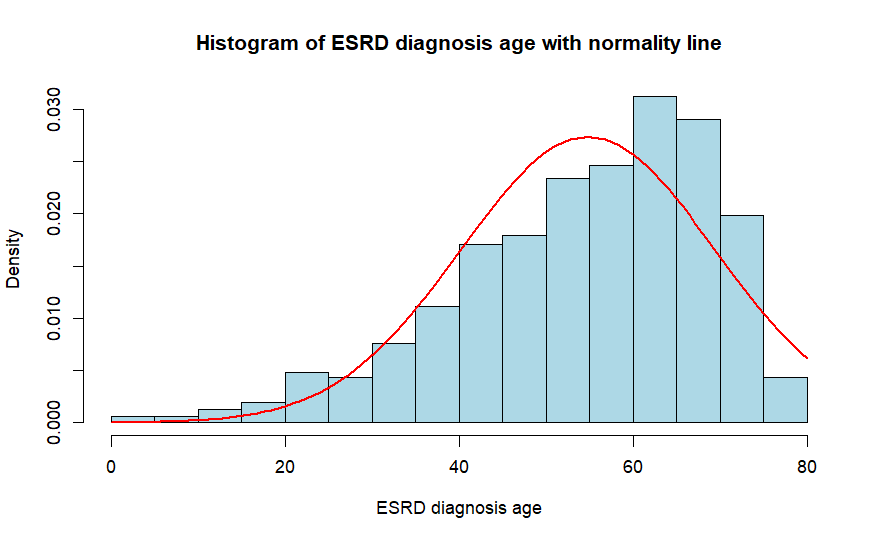 Histogram of ESRD diagnosis age with normality line
Density
0.030
0.020
0.010
0.000
0 20 40 60 80
ESRD diagnosis age